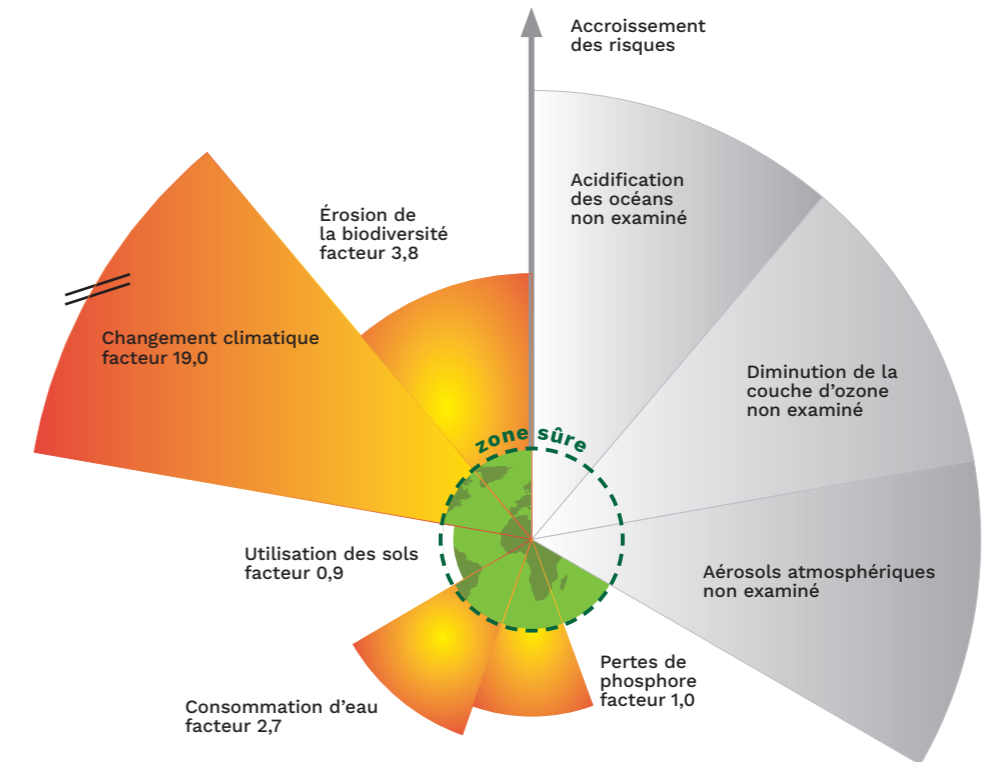 Accroissement
des risques
Acidification
des océans
non examiné
Érosion de
la biodiversité
facteur 3,8
Changement climatique
facteur 19,0
Diminution de la
couche d’ozone
non examiné
zone sûre
Utilisation des sols
facteur 0,9
Aérosols atmosphériques
non examiné
Pertes de
phosphore
facteur 1,0
Consommation d’eau
facteur 2,7